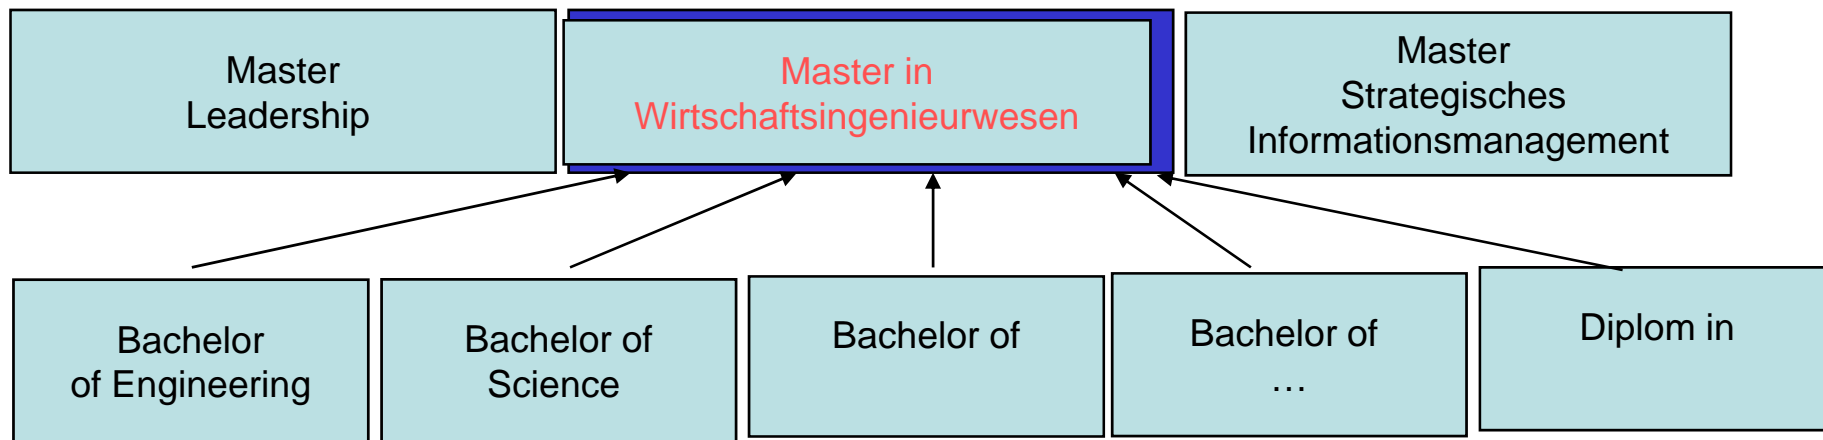 Master
Leadership
Master in
Wirtschaftsingenieurwesen
Master
Strategisches
Informationsmanagement
Bachelor
of Engineering
Bachelor of
Science
Bachelor of
Bachelor of
…
Diplom in